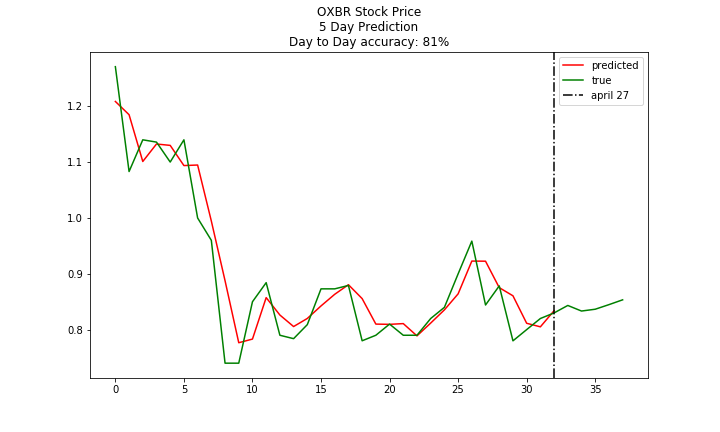 OXBR Stock Price
5 Day Prediction
Day to Day accuracy: 81%
predicted
true
april 27
1.2
1.1
1.0
0.9
0.8
0
5
10
15
20
25
30
35